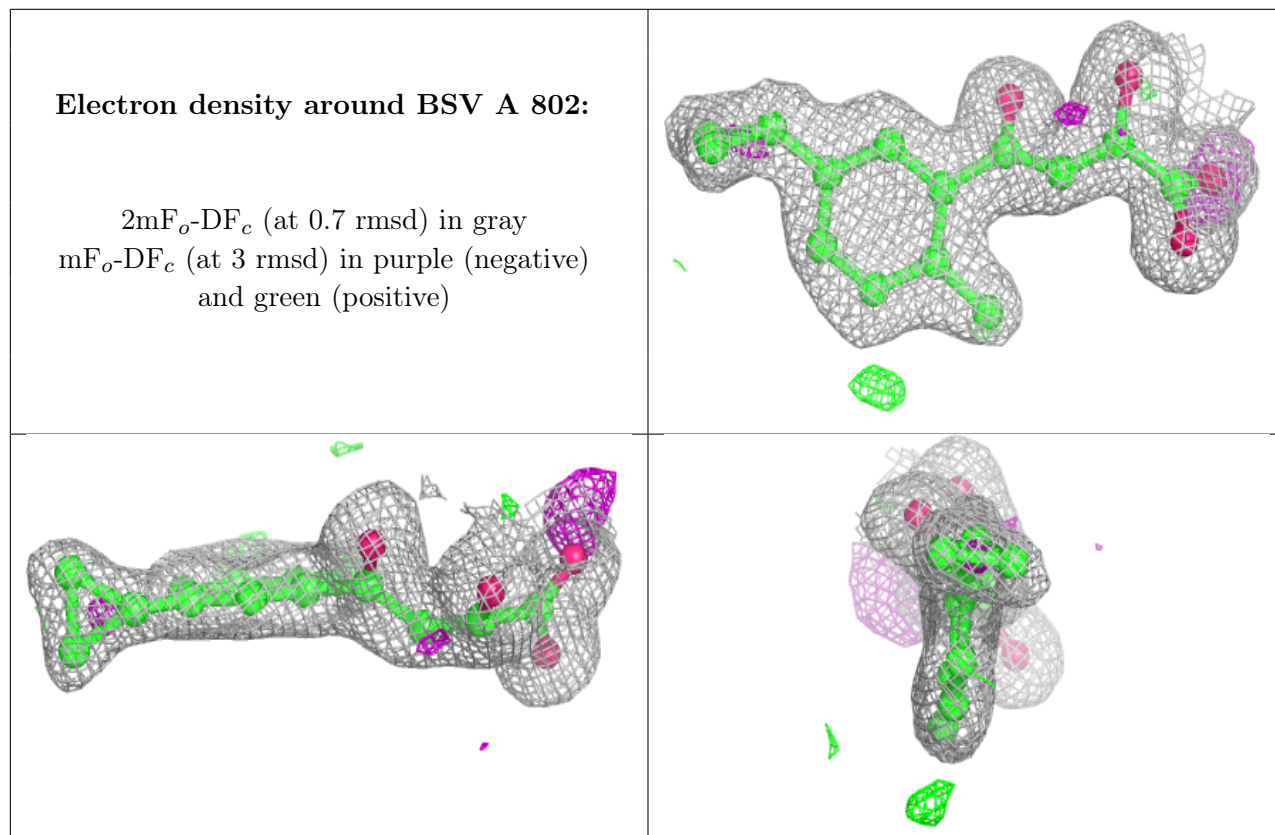 Electron density around BSV A 802:
2mFo-DFc (at 0.7 rmsd) in gray
mFo-DFc (at 3 rmsd) in purple (negative)
and green (positive)